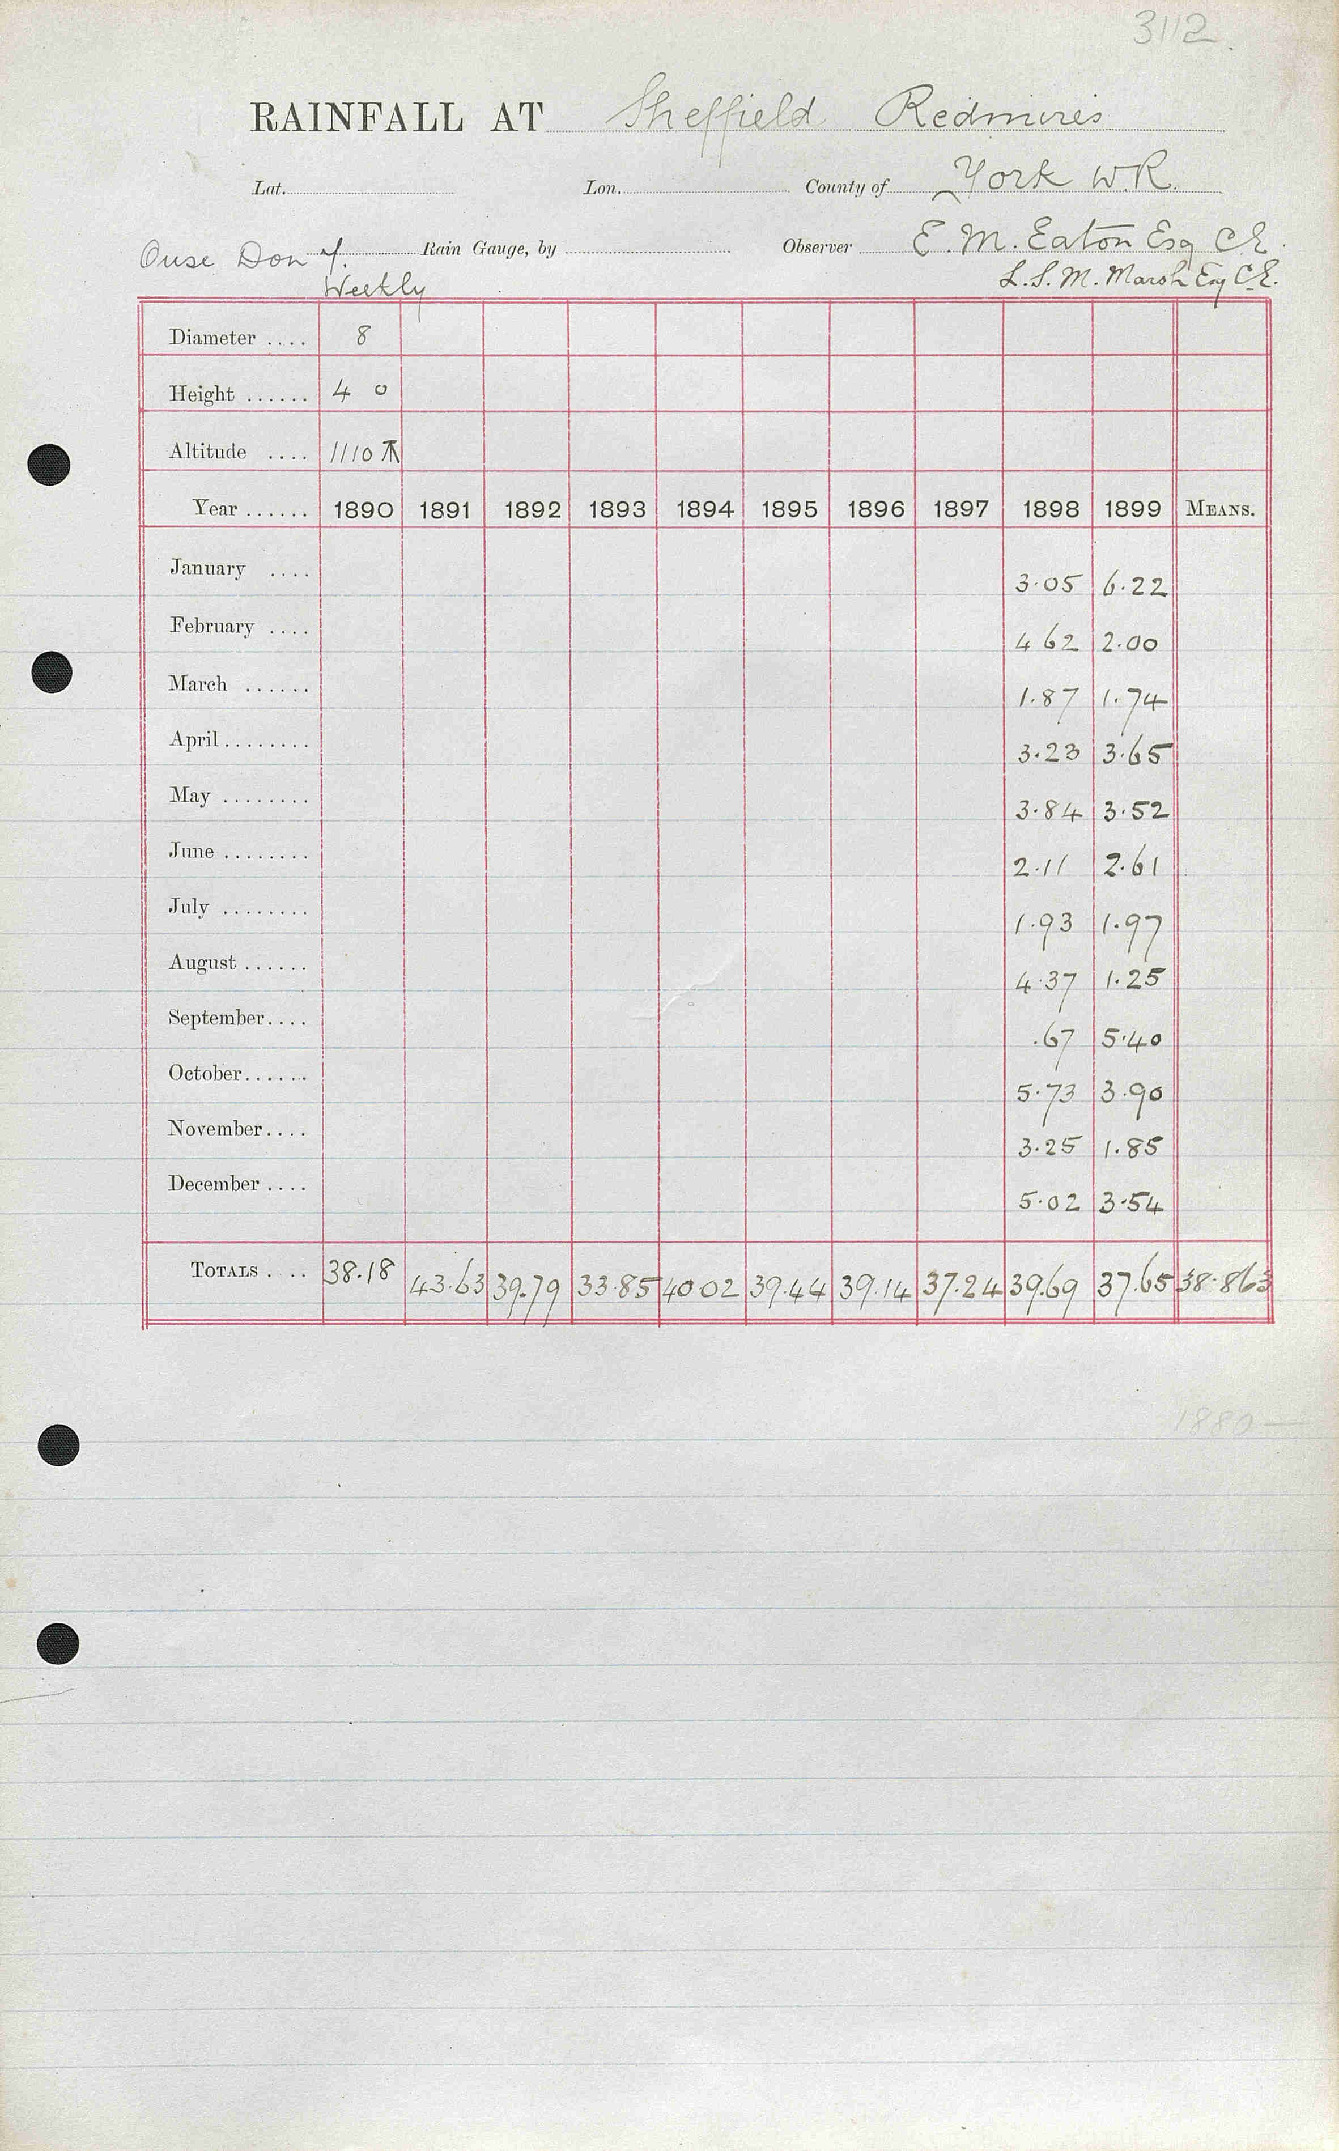 3112.
RAINFALL AT Sheffield Redmires
Lat. Lon. County of York W.R.
Ouse Don f. Rain Gauge, by Observer E. M. Eaton Esq C.E.
Weekly L. S. M. Marsh Esq C.E.
Diameter .... 8
Height ...... 4 0
Altitude .... 1110
Year ...... 1890 1891 1892 1893 1894 1895 1896 1897 1898 1899 MEANS.
January .... 3.05 6.22
February .... 4 62 2.00
March ...... 1.87 1.74
April ........ 3.23 3.65
May ........ 3.84 3.52
June ........ 2.11 2.61
July ........ 1.93 1.97
August ...... 4.37 1.25
September.... .67 5.40
October...... 5.73 3.90
November.... 3.25 1.85
December .... 5.02 3.54
TOTALS .... 38.18 43.63 39.79 33.85 40 02 39.44 39.14 37.24 39.69 37.65 38.863
1880—